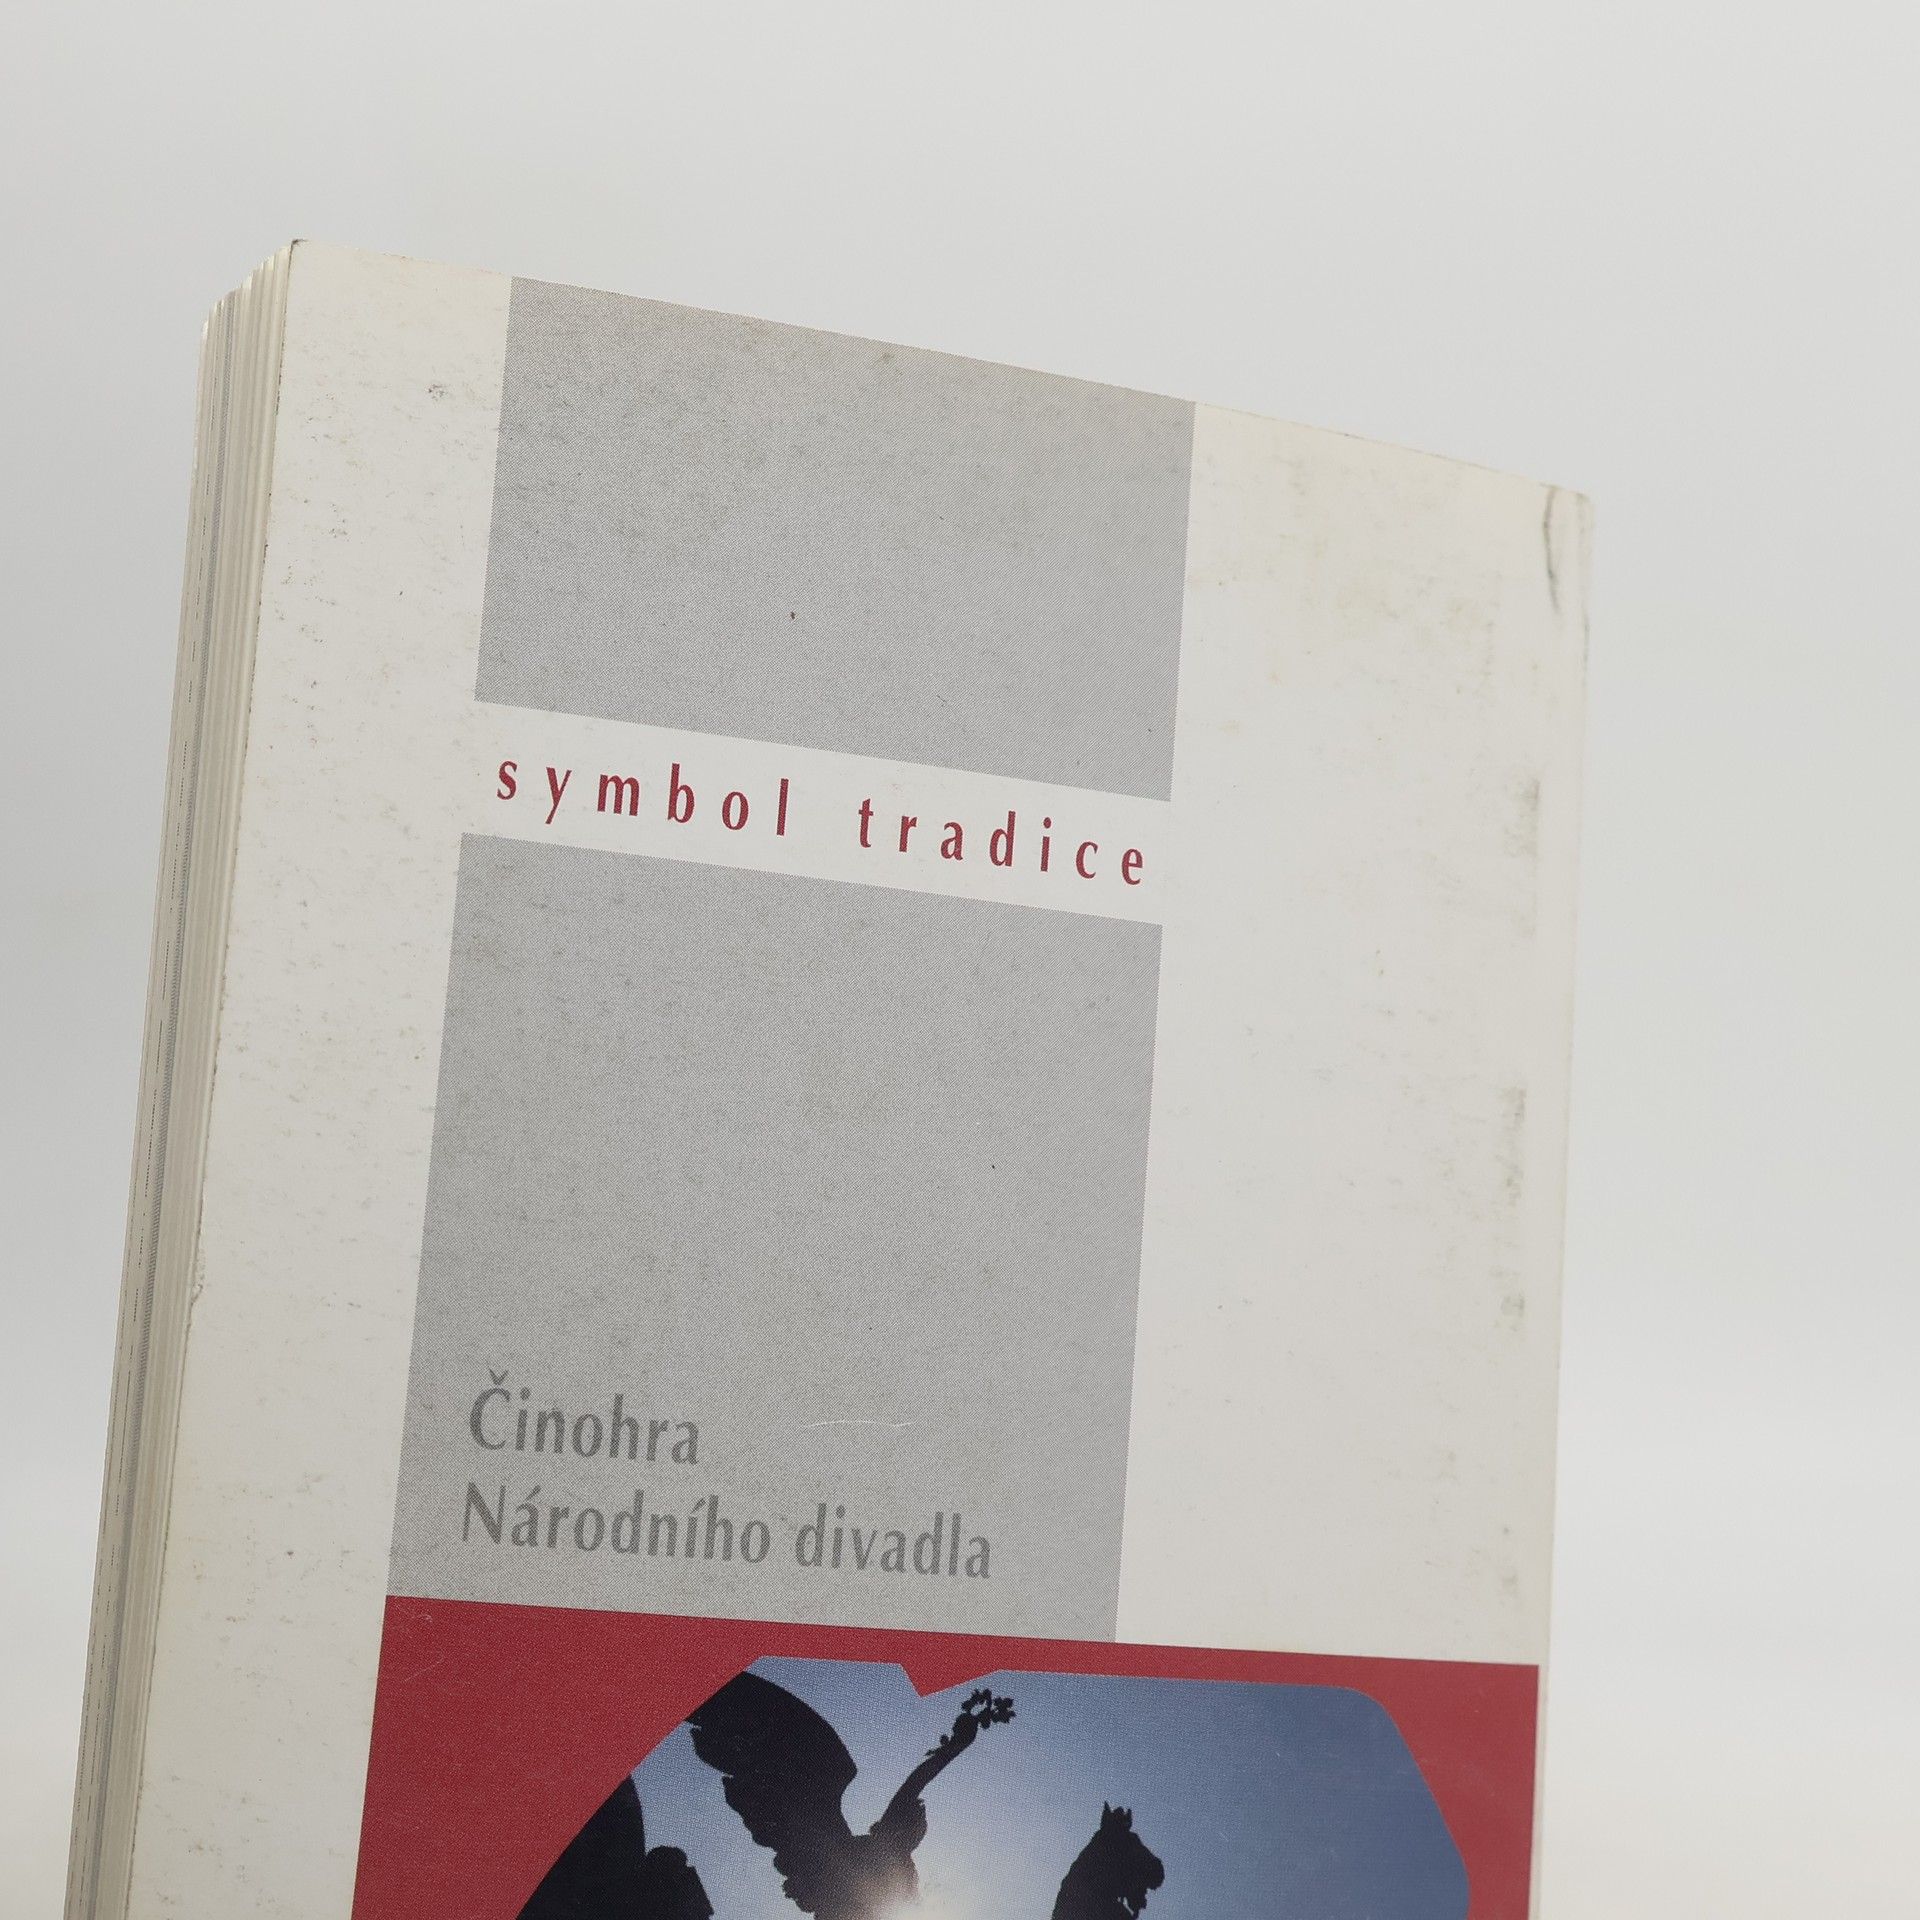 symbol tradice
Činohra
Národního divadla